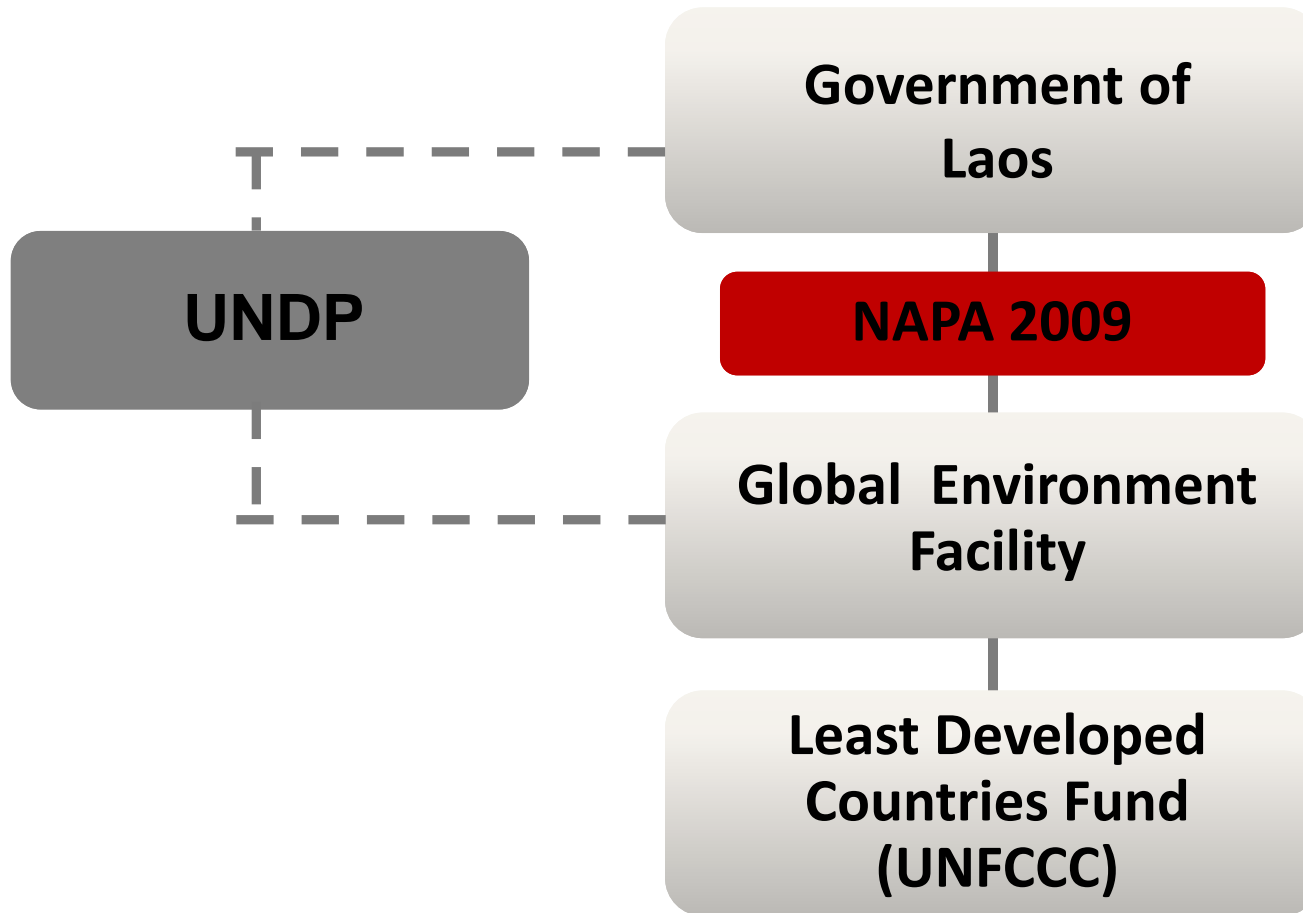 Government of
Laos
UNDP
NAPA 2009
Global  Environment
Facility
Least Developed
Countries Fund
(UNFCCC)